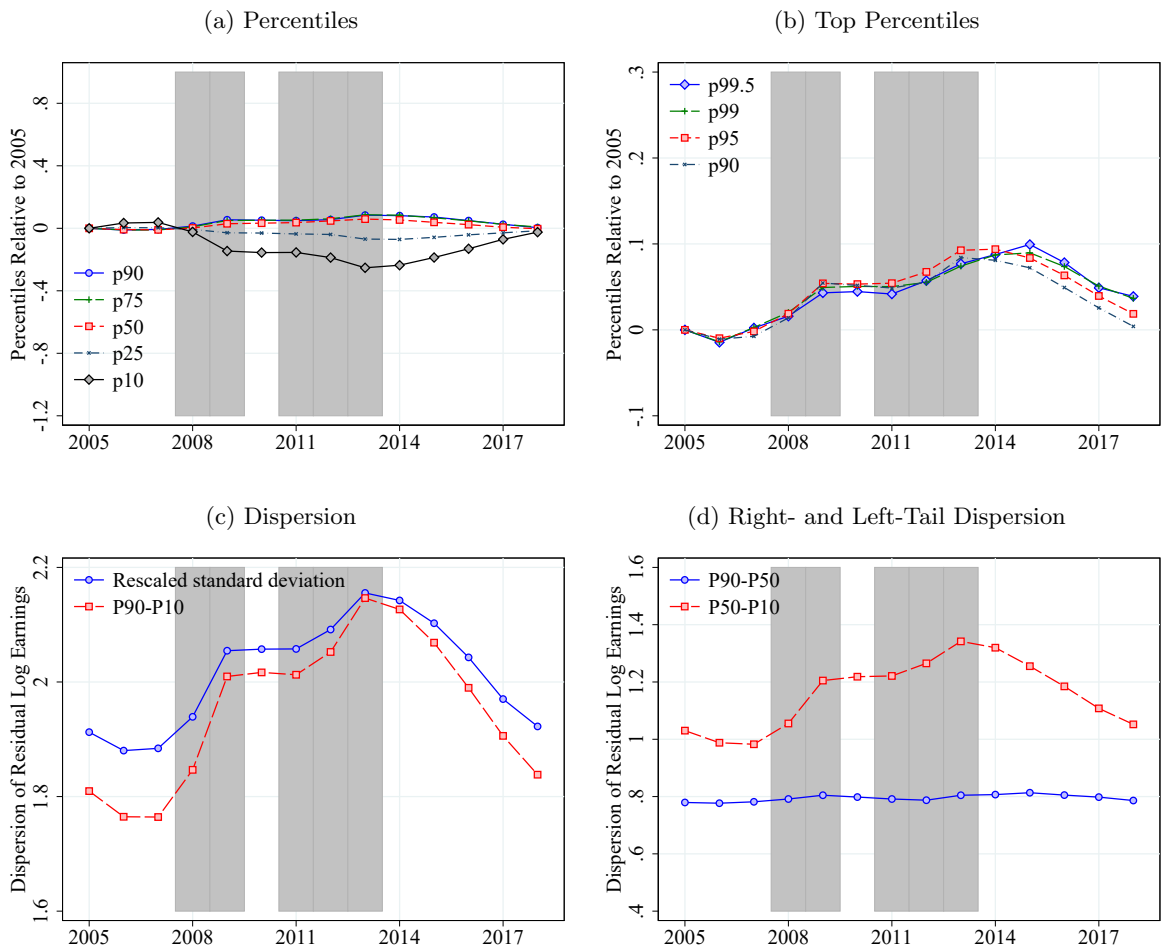 (a) Percentiles
Percentiles Relative to 2005
.8
.4
0
-.4
-.8
-1.2
p90
p75
p50
p25
p10
2005
2008
2011
2014
2017
(b) Top Percentiles
Percentiles Relative to 2005
.3
.2
.1
0
-.1
p99.5
p99
p95
p90
2005
2008
2011
2014
2017
(c) Dispersion
Dispersion of Residual Log Earnings
2.2
2
1.8
1.6
Rescaled standard deviation
P90-P10
2005
2008
2011
2014
2017
(d) Right- and Left-Tail Dispersion
Dispersion of Residual Log Earnings
1.6
1.4
1.2
1
.8
.6
.4
P90-P50
P50-P10
2005
2008
2011
2014
2017